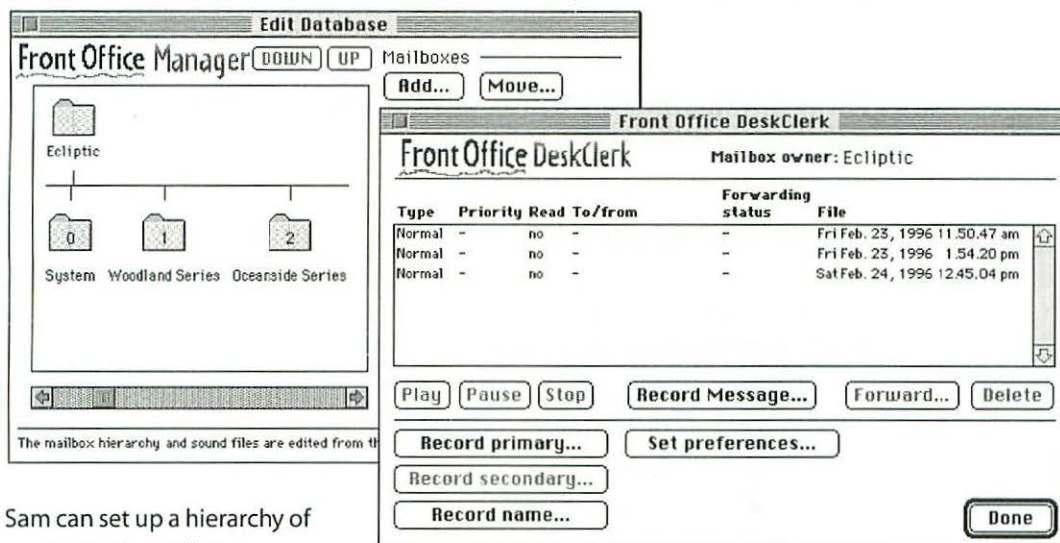 Edit Database
Front Office Manager DOWN UP Mailboxes
Add... Move...
Ecliptic
0 1 2
System Woodland Series Oceanside Series
The mailbox hierarchy and sound files are edited from
Front Office DeskClerk
Front Office DeskClerk Mailbox owner: Ecliptic
Type Priority Read To/from Forwarding status File
Normal - no - - Fri Feb. 23, 1996 11.50.47 am
Normal - no - - Fri Feb. 23, 1996 1.54.20 pm
Normal - no - - Sat Feb. 24, 1996 12.45.04 pm
Play Pause Stop Record Message... Forward... Delete
Record primary... Set preferences...
Record secondary...
Record name...
Done
Sam can set up a hierarchy of